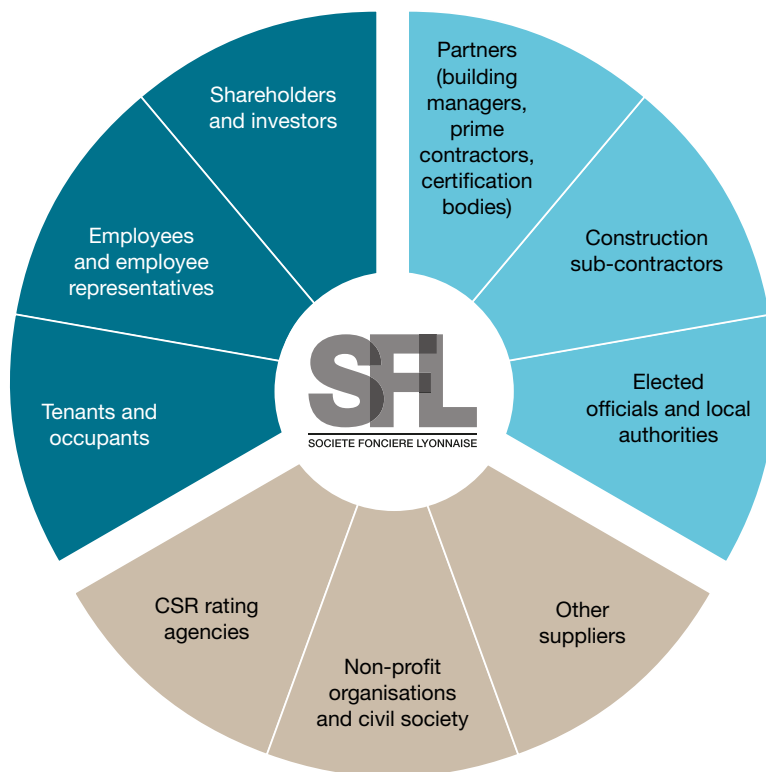 Shareholders
and investors
Partners
(building
managers,
prime
contractors,
certification
bodies)
Employees
and employee
representatives
Construction
sub-contractors
Tenants and
occupants
SFL
SOCIETE FONCIERE LYONNAISE
Elected
officials and local
authorities
CSR rating
agencies
Non-profit
organisations
and civil society
Other
suppliers